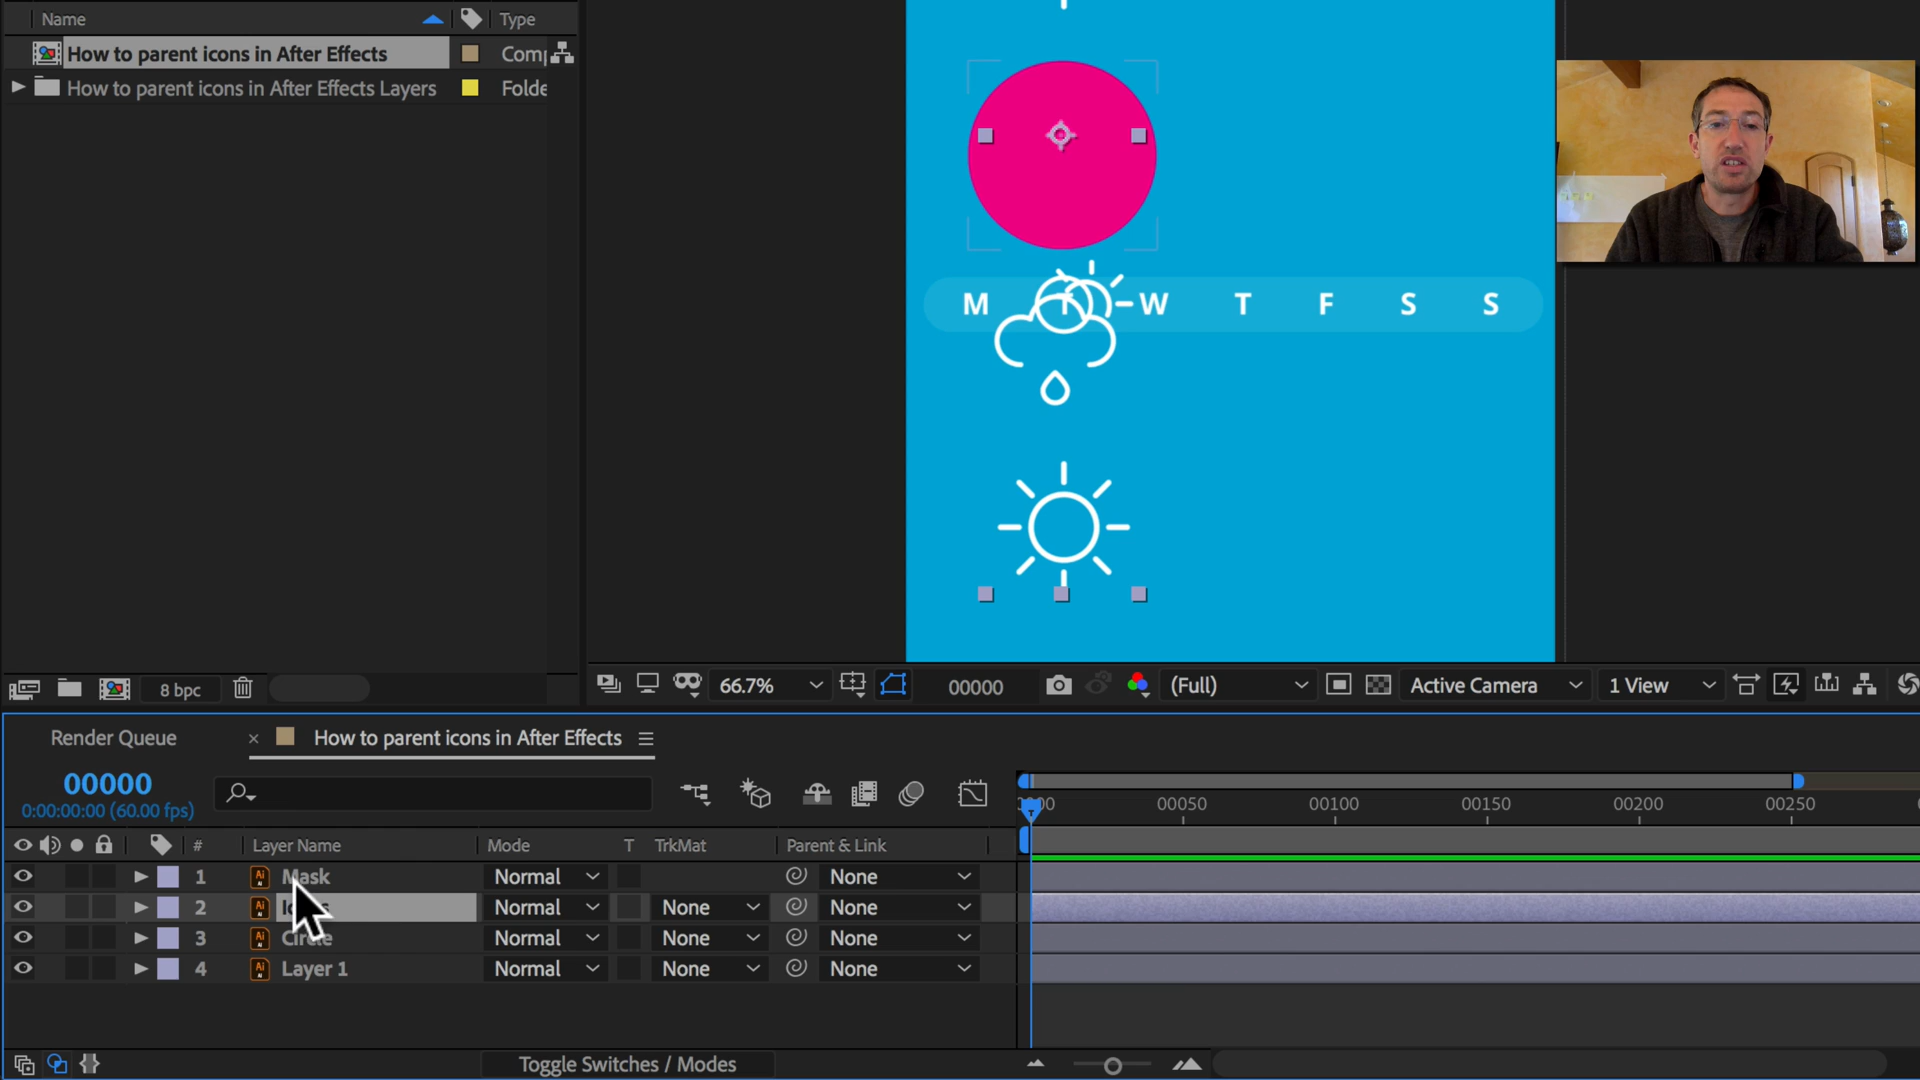 Name Type
How to parent icons in After Effects Comp
How to parent icons in After Effects Layers Folde
M T W T F S S
8 bpc
66.7% 00000 (Full) Active Camera 1 View
Render Queue × How to parent icons in After Effects
00000
0:00:00:00 (60.00 fps)
00050 00100 00150 00200 00250
# Layer Name Mode T TrkMat Parent & Link
1 Mask Normal None
2 Normal None None
3 Circle Normal None None
4 Layer 1 Normal None None
Toggle Switches / Modes